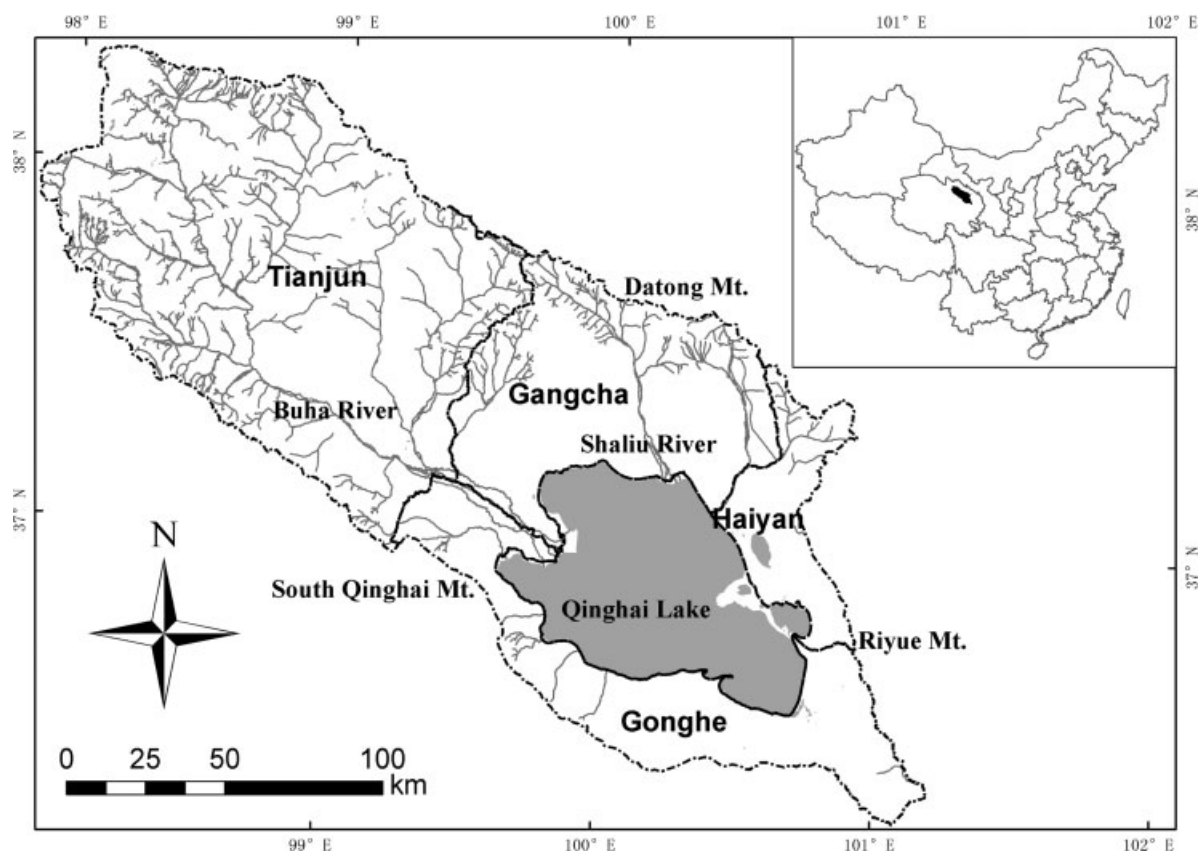 98° E
99° E
100° E
101° E
102° E
38° N
38° N
Tianjun
Datong Mt.
Gangcha
Buha River
Shaliu River
37° N
Haiyan
37° N
N
South Qinghai Mt.
Qinghai Lake
Riyue Mt.
Gonghe
0 25 50 100
km
99° E
100° E
101° E
102° E